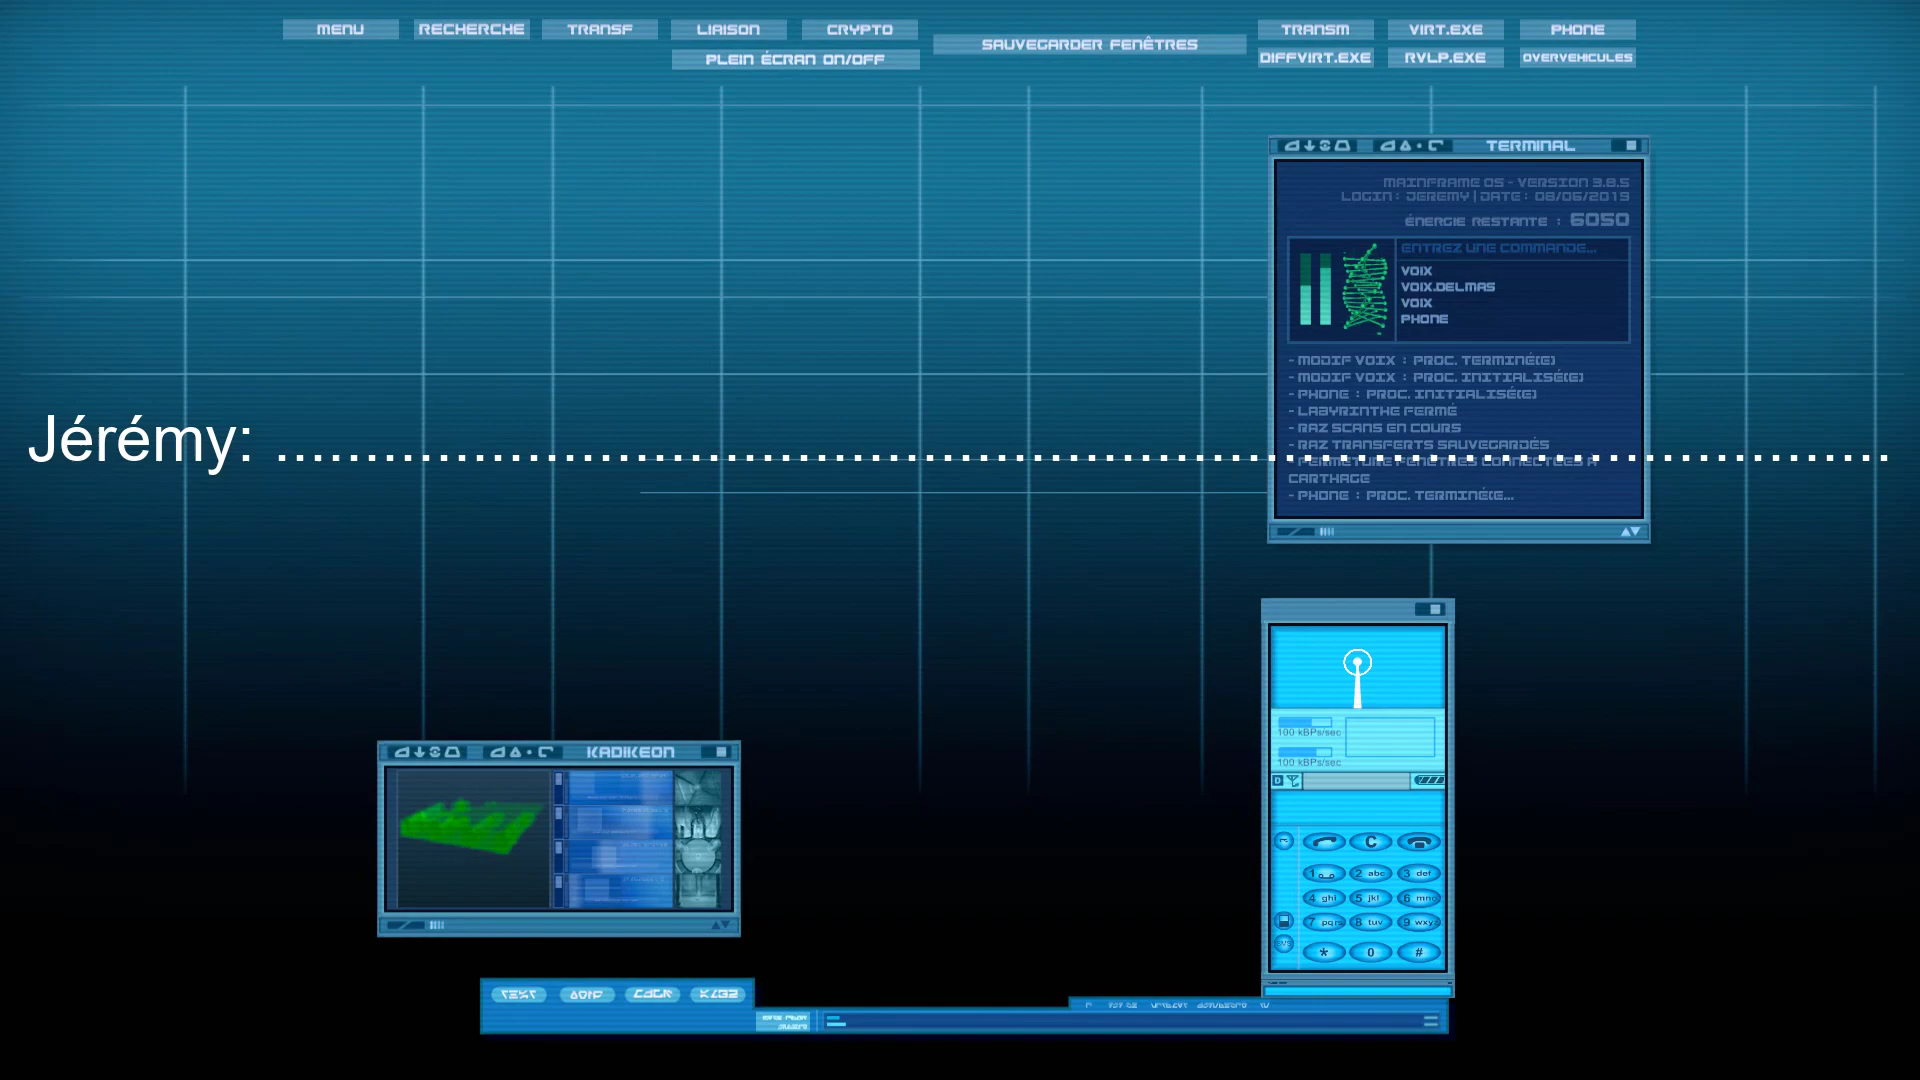 MENU
RECHERCHE
TRANSF
LIAISON
CRYPTO
PLEIN ÉCRAN ON/OFF
SAUVEGARDER FENÊTRES
TRANSM
VIRT.EXE
PHONE
DIFFVIRT.EXE
RVLP.EXE
OVERVEHICULES
TERMINAL
MAINFRAME OS - VERSION 3.8.5
LOGIN : JEREMY | DATE : 08/06/2019
ÉNERGIE RESTANTE : 6050
ENTREZ UNE COMMANDE...
VOIX
VOIX.DELMAS
VOIX
PHONE
- MODIF VOIX : PROC. TERMINÉ(E)
- MODIF VOIX : PROC. INITIALISÉ(E)
- PHONE : PROC. INITIALISÉ(E)
- LABYRINTHE FERMÉ
- RAZ SCANS EN COURS
- RAZ TRANSFERTS SAUVEGARDÉS
- FERMETURE FENÊTRES CONNECTÉES À
CARTHAGE
- PHONE : PROC. TERMINÉ(E...
Jérémy: ..................................................................
KADIKEON
100 kBPs/sec
100 kBPs/sec
D
C
1
2 abc
3 def
4 ghi
5 jkl
6 mno
7 pqrs
8 tuv
9 wxyz
* 0 #